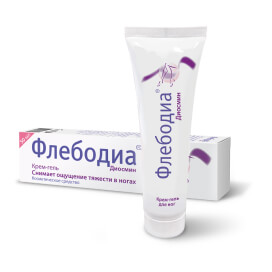 Флебодиа®
Диосмин
Крем-гель
Снимает ощущение тяжести в ногах
Косметическое средство
Флебодиа®
Диосмин
Крем-гель
для ног